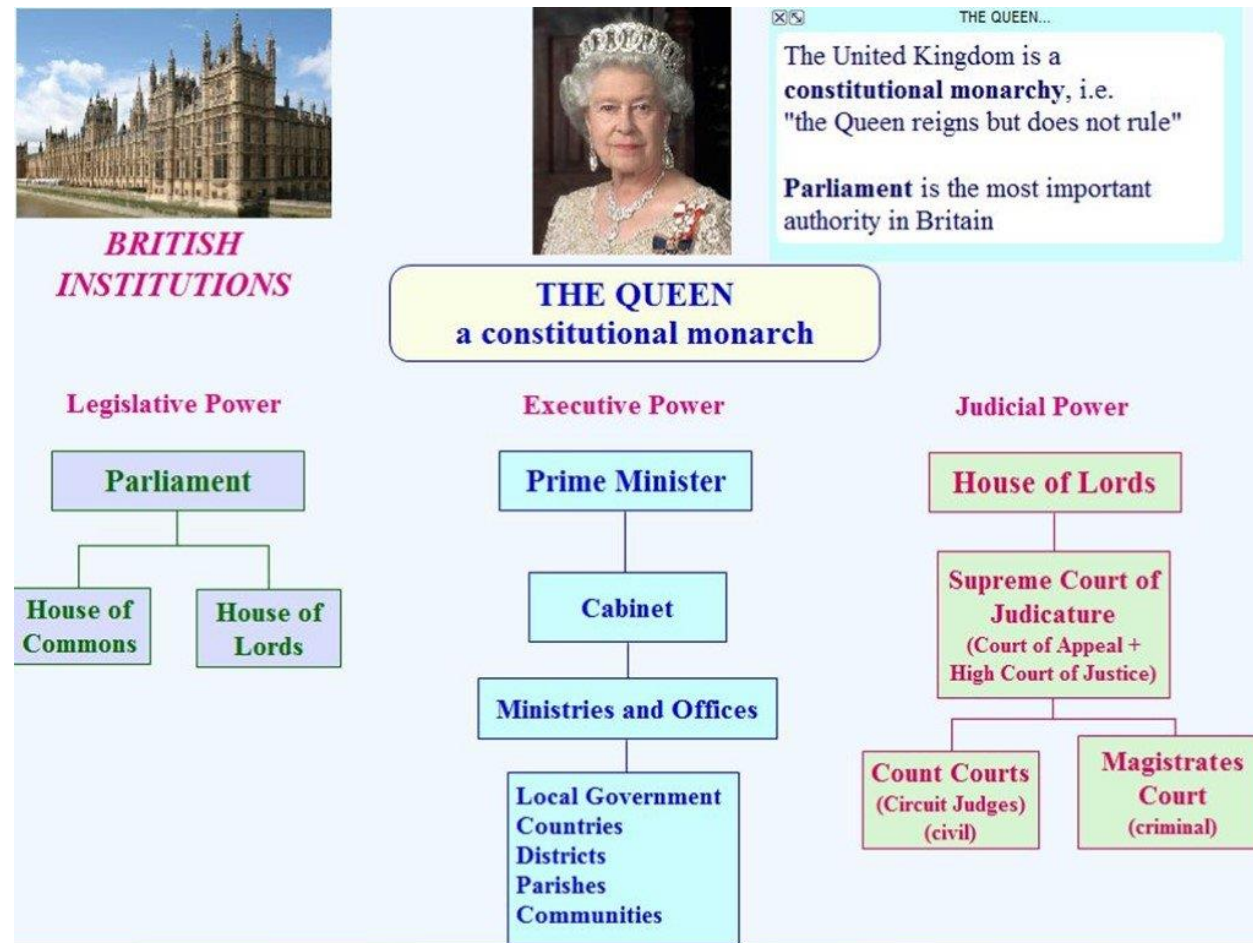 THE QUEEN...
The United Kingdom is a
constitutional monarchy, i.e.
"the Queen reigns but does not rule"
Parliament is the most important
authority in Britain
BRITISH
INSTITUTIONS
THE QUEEN
a constitutional monarch
Legislative Power
Parliament
House of
Commons
House of
Lords
Executive Power
Prime Minister
Cabinet
Ministries and Offices
Local Government
Countries
Districts
Parishes
Communities
Judicial Power
House of Lords
Supreme Court of
Judicature
(Court of Appeal +
High Court of Justice)
Count Courts
(Circuit Judges)
(civil)
Magistrates
Court
(criminal)